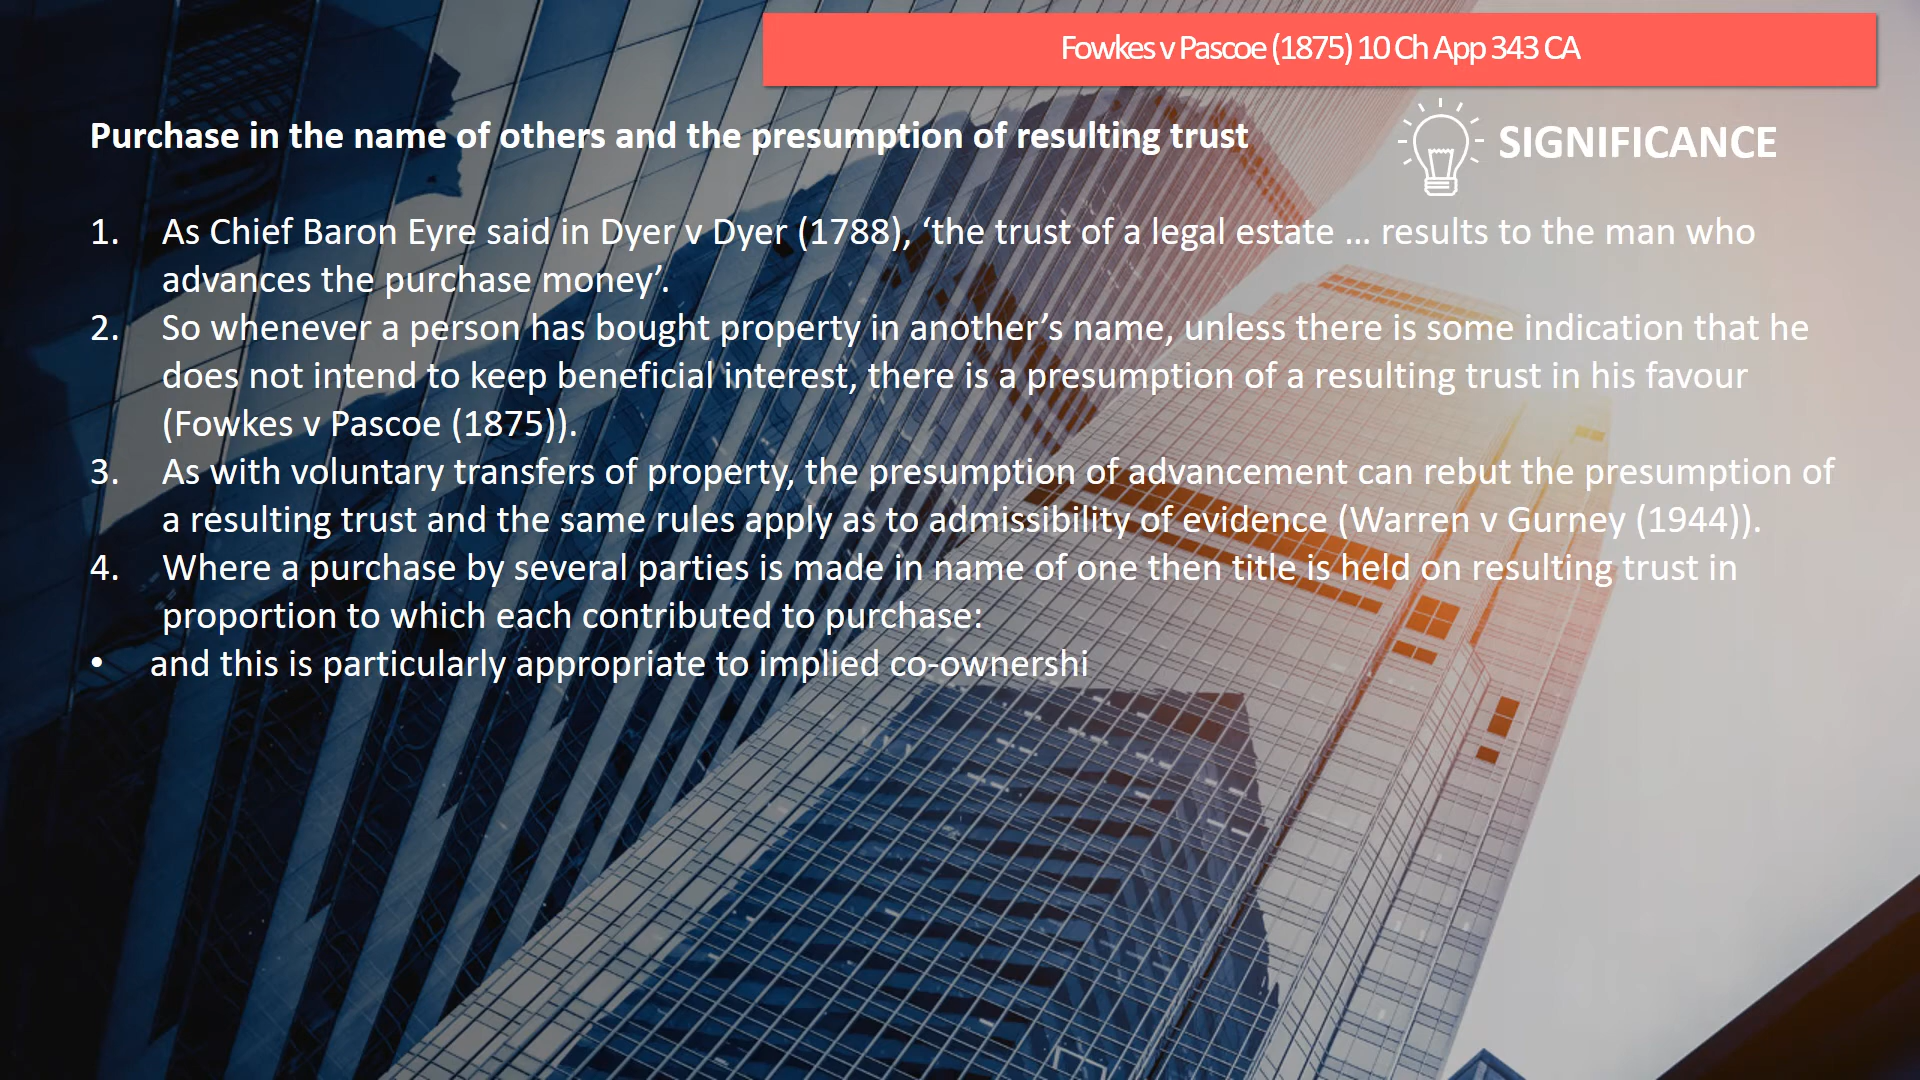 Fowkes v Pascoe (1875) 10 Ch App 343 CA
Purchase in the name of others and the presumption of resulting trust
SIGNIFICANCE
1. As Chief Baron Eyre said in Dyer v Dyer (1788), ‘the trust of a legal estate ... results to the man who
advances the purchase money’.
2. So whenever a person has bought property in another’s name, unless there is some indication that he
does not intend to keep beneficial interest, there is a presumption of a resulting trust in his favour
(Fowkes v Pascoe (1875)).
3. As with voluntary transfers of property, the presumption of advancement can rebut the presumption of
a resulting trust and the same rules apply as to admissibility of evidence (Warren v Gurney (1944)).
4. Where a purchase by several parties is made in name of one then title is held on resulting trust in
proportion to which each contributed to purchase:
• and this is particularly appropriate to implied co-ownershi